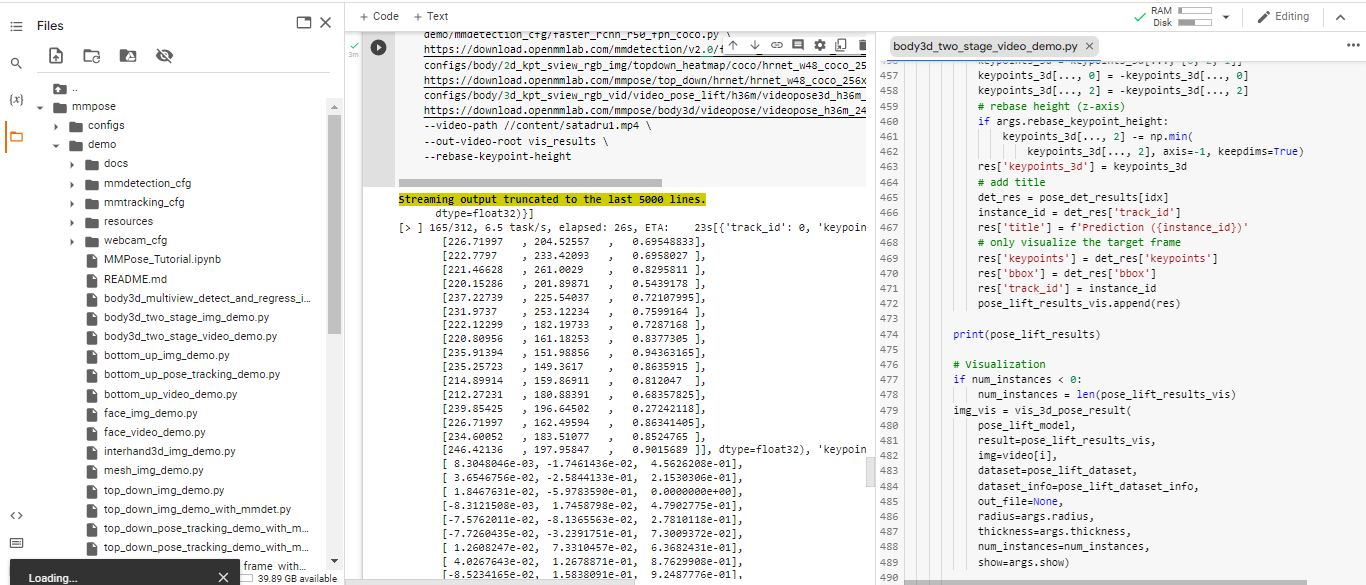 Files
..
mmpose
configs
demo
docs
mmdetection_cfg
mmtracking_cfg
resources
webcam_cfg
MMPose_Tutorial.ipynb
README.md
body3d_multiview_detect_and_regress_i...
body3d_two_stage_img_demo.py
body3d_two_stage_video_demo.py
bottom_up_img_demo.py
bottom_up_pose_tracking_demo.py
bottom_up_video_demo.py
face_img_demo.py
face_video_demo.py
interhand3d_img_demo.py
mesh_img_demo.py
top_down_img_demo.py
top_down_img_demo_with_mmdet.py
top_down_pose_tracking_demo_with_m...
top_down_pose_tracking_demo_with_m...
frame_with...
Loading...
39.89 GB available
+ Code + Text
RAM
Disk
Editing
3m
demo/mmdetection_cfg/faster_rcnn_r50_fpn_coco.py \
https://download.openmmlab.com/mmdetection/v2.0/
configs/body/2d_kpt_sview_rgb_img/topdown_heatmap/coco/hrnet_w48_coco_25
https://download.openmmlab.com/mmpose/top_down/hrnet/hrnet_w48_coco_256x
configs/body/3d_kpt_sview_rgb_vid/video_pose_lift/h36m/videopose3d_h36m_
https://download.openmmlab.com/mmpose/body3d/videopose/videopose_h36m_24
--video-path //content/satadru1.mp4 \
--out-video-root vis_results \
--rebase-keypoint-height
Streaming output truncated to the last 5000 lines.
dtype=float32)}]
[> ] 165/312, 6.5 task/s, elapsed: 26s, ETA: 23s[{'track_id': 0, 'keypoin
[226.71997 , 204.52557 , 0.69548833],
[222.7797 , 233.42093 , 0.6958027 ],
[221.46628 , 261.0029 , 0.8295811 ],
[220.15286 , 201.89871 , 0.5439178 ],
[237.22739 , 225.54037 , 0.72107995],
[231.9737 , 253.12234 , 0.7599164 ],
[222.12299 , 182.19733 , 0.7287168 ],
[220.80956 , 161.18253 , 0.8377305 ],
[235.91394 , 151.98856 , 0.94363165],
[235.25723 , 149.3617 , 0.8635915 ],
[214.89914 , 159.86911 , 0.812047 ],
[212.27231 , 180.88391 , 0.68357825],
[239.85425 , 196.64502 , 0.27242118],
[226.71997 , 162.49594 , 0.86341405],
[234.60052 , 183.51077 , 0.8524765 ],
[246.42136 , 197.95847 , 0.9015689 ]], dtype=float32), 'keypoin
[ 8.3048046e-03, -1.7461436e-02, 4.5626208e-01],
[ 3.6546756e-02, -2.5844133e-01, 2.1530306e-01],
[ 1.8467631e-02, -5.9783590e-01, 0.0000000e+00],
[-8.3121508e-03, 1.7458798e-02, 4.7902775e-01],
[-7.5762011e-02, -8.1365563e-02, 2.7810118e-01],
[-7.7260435e-02, -3.2391751e-01, 7.3009372e-02],
[ 1.2608247e-02, 7.3310457e-02, 6.3682431e-01],
[ 4.0267643e-02, 1.2678871e-01, 8.7629908e-01],
[-8.5234165e-02, 1.5838091e-01, 9.2487776e-01],
body3d_two_stage_video_demo.py
457 keypoints_3d[..., 0] = -keypoints_3d[..., 0]
458 keypoints_3d[..., 2] = -keypoints_3d[..., 2]
459 # rebase height (z-axis)
460 if args.rebase_keypoint_height:
461 keypoints_3d[..., 2] -= np.min(
462 keypoints_3d[..., 2], axis=-1, keepdims=True)
463 res['keypoints_3d'] = keypoints_3d
464 # add title
465 det_res = pose_det_results[idx]
466 instance_id = det_res['track_id']
467 res['title'] = f'Prediction ({instance_id})'
468 # only visualize the target frame
469 res['keypoints'] = det_res['keypoints']
470 res['bbox'] = det_res['bbox']
471 res['track_id'] = instance_id
472 pose_lift_results_vis.append(res)
473
474 print(pose_lift_results)
475
476 # Visualization
477 if num_instances < 0:
478 num_instances = len(pose_lift_results_vis)
479 img_vis = vis_3d_pose_result(
480 pose_lift_model,
481 result=pose_lift_results_vis,
482 img=video[i],
483 dataset=pose_lift_dataset,
484 dataset_info=pose_lift_dataset_info,
485 out_file=None,
486 radius=args.radius,
487 thickness=args.thickness,
488 num_instances=num_instances,
489 show=args.show)
490